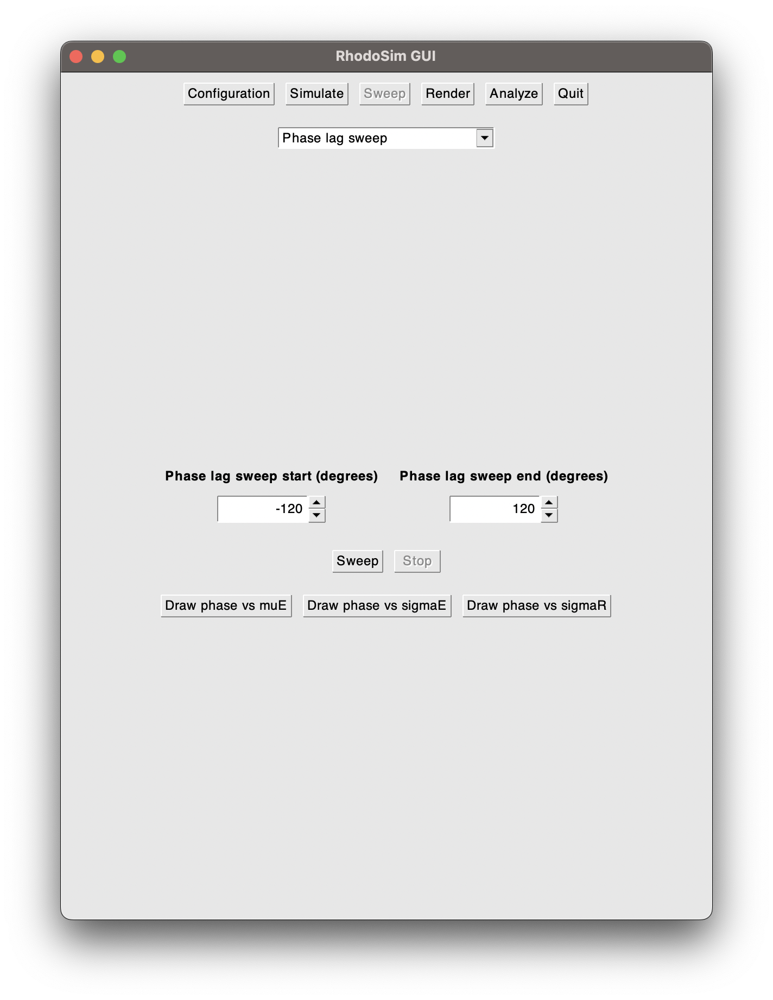 RhodoSim GUI
Configuration Simulate Sweep Render Analyze Quit
Phase lag sweep
Phase lag sweep start (degrees) Phase lag sweep end (degrees)
-120 120
Sweep Stop
Draw phase vs muE Draw phase vs sigmaE Draw phase vs sigmaR